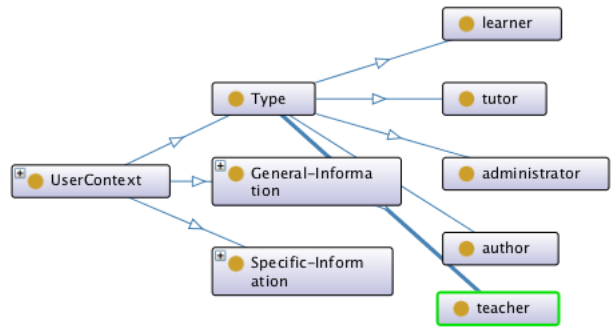 learner
Type
tutor
General-Informa
tion
administrator
UserContext
author
Specific-Inform
ation
teacher